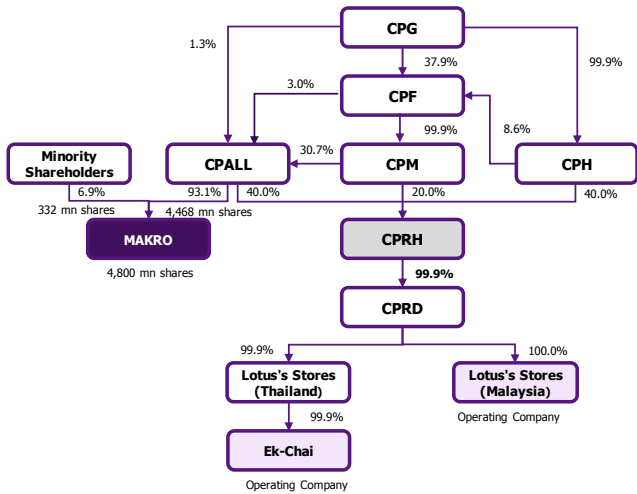 CPG
1.3%
37.9%
99.9%
3.0%
CPF
99.9%
8.6%
30.7%
Minority
Shareholders
CPALL
CPM
CPH
6.9%
93.1%
40.0%
20.0%
40.0%
332 mn shares
4,468 mn shares
MAKRO
CPRH
4,800 mn shares
99.9%
CPRD
99.9%
100.0%
Lotus's Stores
(Thailand)
Lotus's Stores
(Malaysia)
99.9%
Operating Company
Ek-Chai
Operating Company